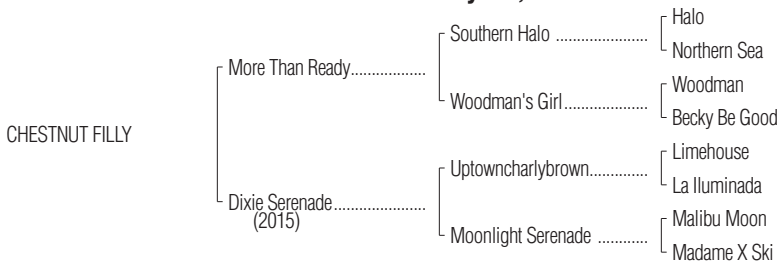 Halo
Southern Halo ......................
Northern Sea
More Than Ready..................
Woodman
Woodman's Girl....................
Becky Be Good
CHESTNUT FILLY
Limehouse
Uptowncharlybrown..............
La Iluminada
Dixie Serenade......................
(2015)
Malibu Moon
Moonlight Serenade ............
Madame X Ski